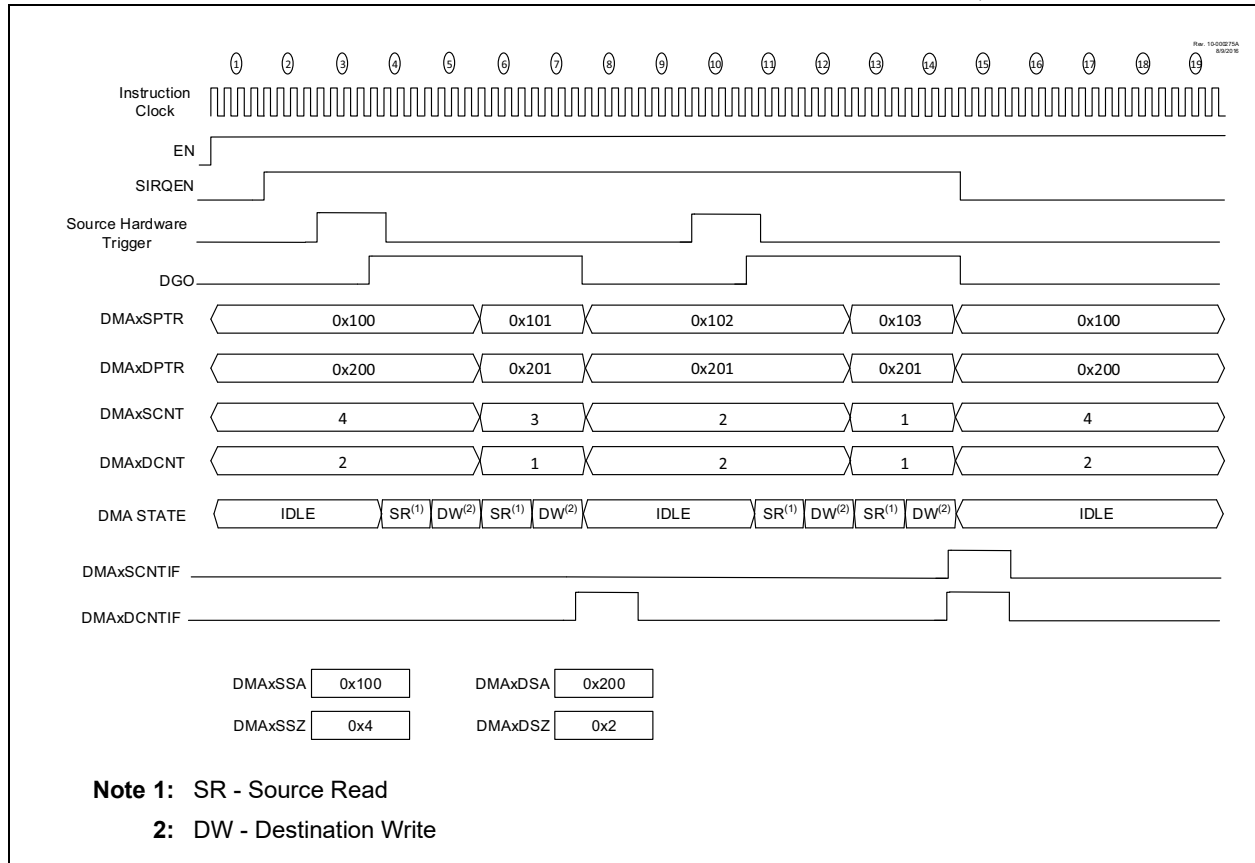 Rev. 10-000275A
8/9/2016
1 2 3 4 5 6 7 8 9 10 11 12 13 14 15 16 17 18 19
Instruction
Clock
EN
SIRQEN
Source Hardware
Trigger
DGO
DMAxSPTR 0x100 0x101 0x102 0x103 0x100
DMAxDPTR 0x200 0x201 0x201 0x201 0x200
DMAxSCNT 4 3 2 1 4
DMAxDCNT 2 1 2 1 2
DMA STATE IDLE SR(1) DW(2) SR(1) DW(2) IDLE SR(1) DW(2) SR(1) DW(2) IDLE
DMAxSCNTIF
DMAxDCNTIF
DMAxSSA 0x100 DMAxDSA 0x200
DMAxSSZ 0x4 DMAxDSZ 0x2
Note 1: SR - Source Read
2: DW - Destination Write